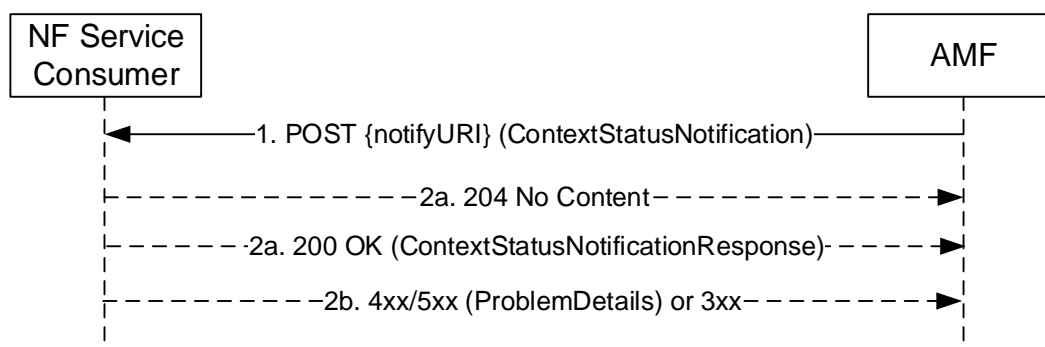 NF Service
Consumer
AMF
1. POST {notifyURI} (ContextStatusNotification)
2a. 204 No Content
2a. 200 OK (ContextStatusNotificationResponse)
2b. 4xx/5xx (ProblemDetails) or 3xx